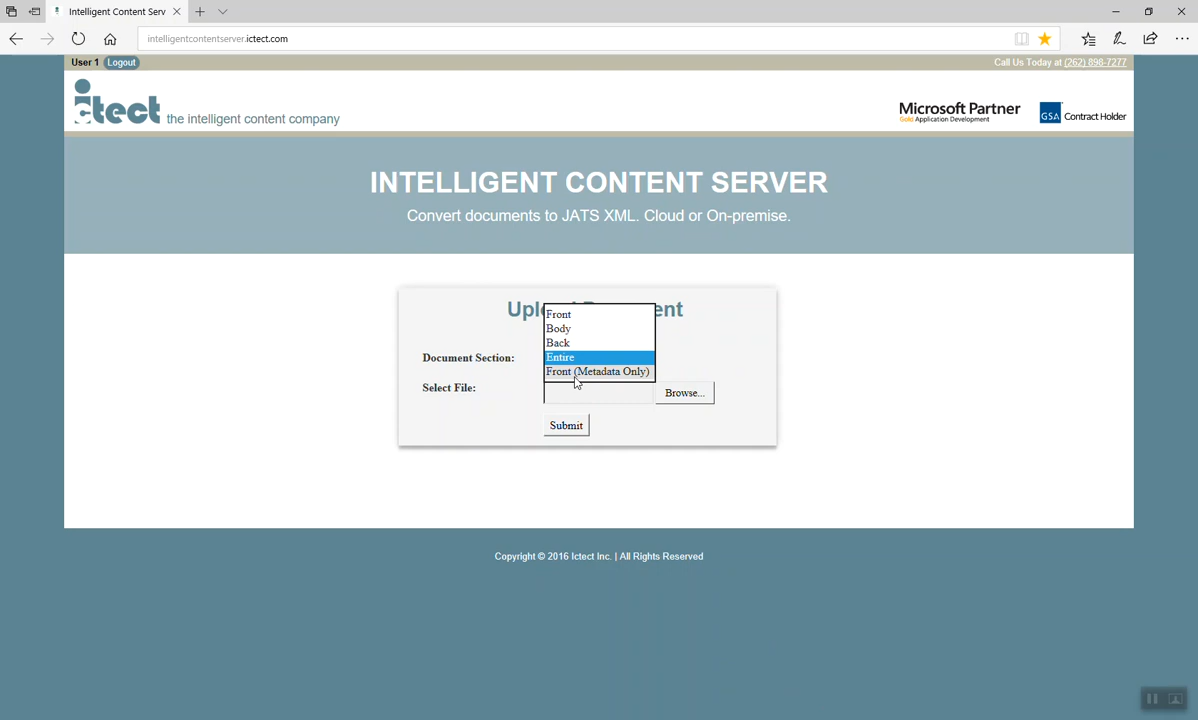 Intelligent Content Serv
intelligentcontentserver.ictect.com
User 1 Logout
Call Us Today at (262) 898-7277
ictect the intelligent content company
Microsoft Partner
Gold Application Development
GSA Contract Holder
INTELLIGENT CONTENT SERVER
Convert documents to JATS XML. Cloud or On-premise.
Front
Body
Back
Document Section: Entire
Front (Metadata Only)
Select File: Browse...
Submit
Copyright © 2016 Ictect Inc. | All Rights Reserved